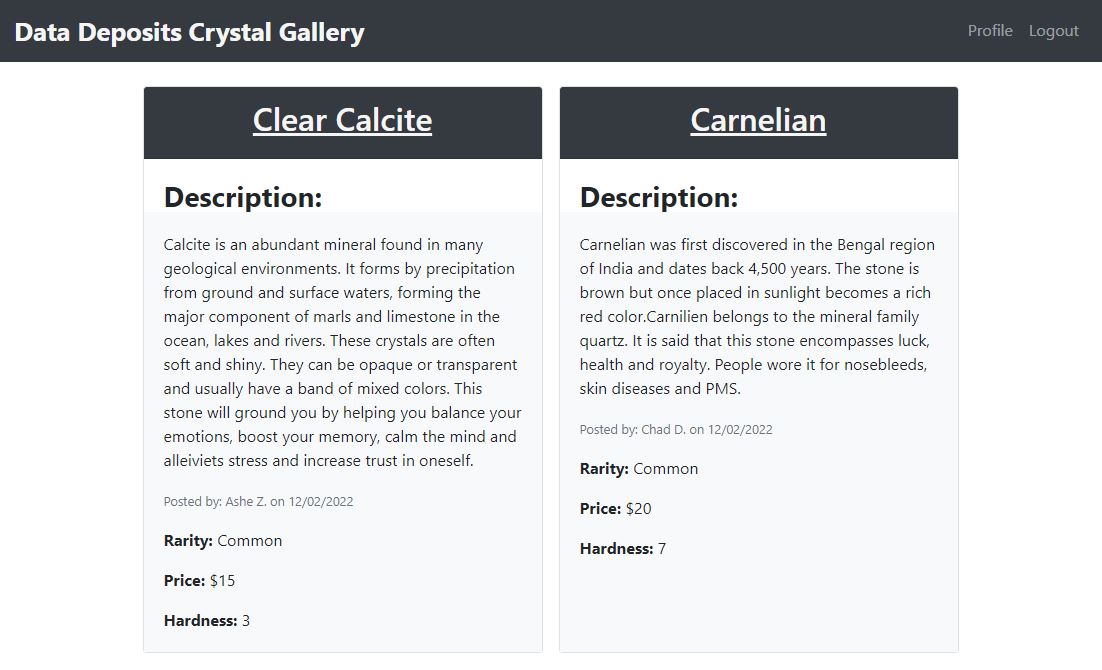 Data Deposits Crystal Gallery
Profile Logout
Clear Calcite
Description:
Calcite is an abundant mineral found in many
geological environments. It forms by precipitation
from ground and surface waters, forming the
major component of marls and limestone in the
ocean, lakes and rivers. These crystals are often
soft and shiny. They can be opaque or transparent
and usually have a band of mixed colors. This
stone will ground you by helping you balance your
emotions, boost your memory, calm the mind and
alleiviets stress and increase trust in oneself.
Posted by: Ashe Z. on 12/02/2022
Rarity: Common
Price: $15
Hardness: 3
Carnelian
Description:
Carnelian was first discovered in the Bengal region
of India and dates back 4,500 years. The stone is
brown but once placed in sunlight becomes a rich
red color.Carnilien belongs to the mineral family
quartz. It is said that this stone encompasses luck,
health and royalty. People wore it for nosebleeds,
skin diseases and PMS.
Posted by: Chad D. on 12/02/2022
Rarity: Common
Price: $20
Hardness: 7